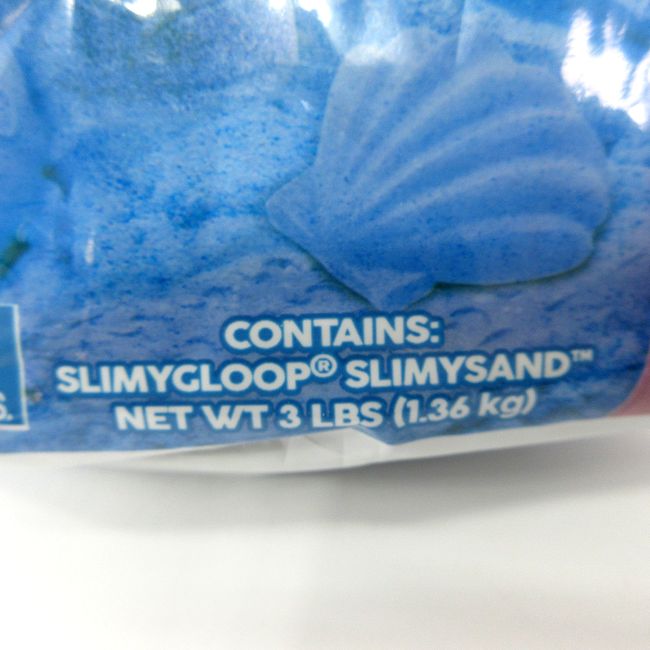 CONTAINS:
SLIMYGLOOP® SLIMYSAND™
NET WT 3 LBS (1.36 kg)